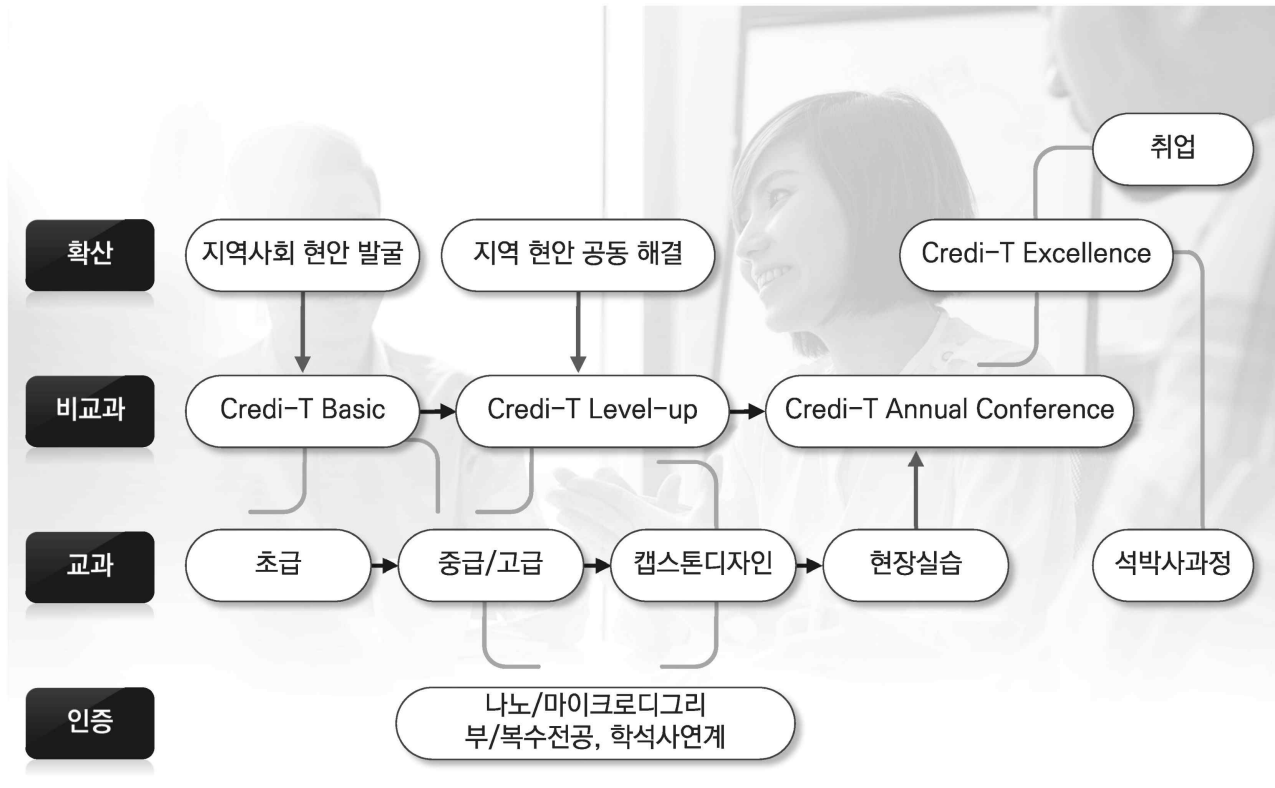 취업
확산
지역사회 현안 발굴
지역 현안 공동 해결
Credi-T Excellence
비교과
Credi-T Basic
Credi-T Level-up
Credi-T Annual Conference
교과
초급
중급/고급
캡스톤디자인
현장실습
석박사과정
인증
나노/마이크로디그리
부/복수전공, 학석사연계